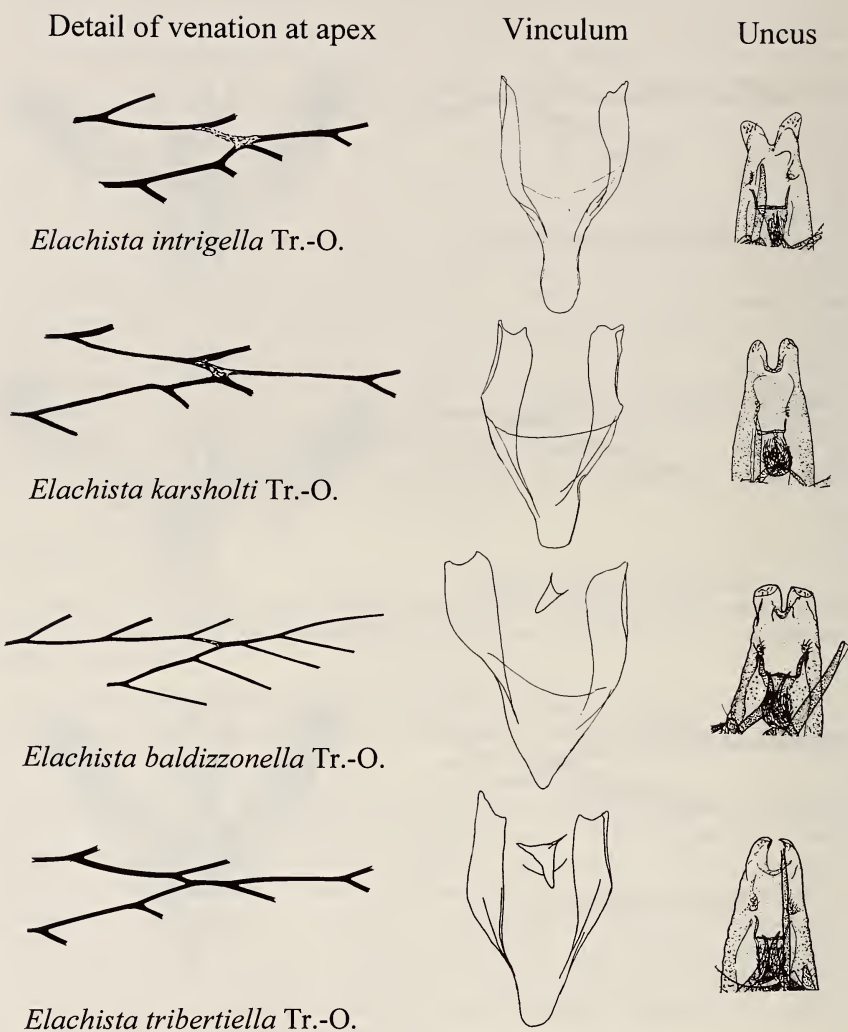 Detail of venation at apex
Vinculum
Uncus
Elachista intrigella Tr.-O.
Elachista karsholti Tr.-O.
Elachista baldizzonella Tr.-O.
Elachista tribertiella Tr.-O.